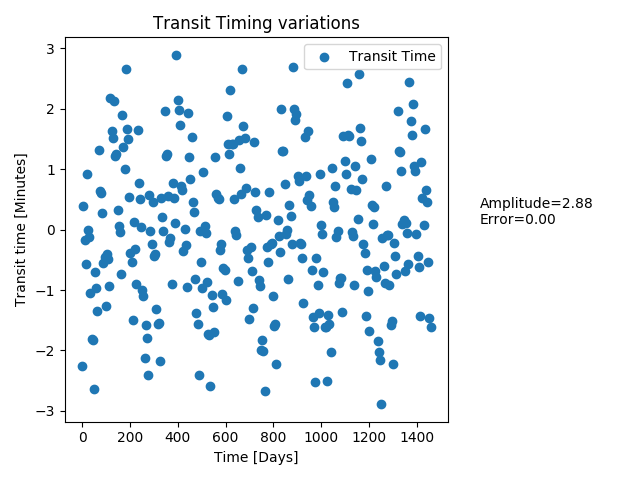 Transit Timing variations
Transit Time
Transit time [Minutes]
3
2
1
0
−1
−2
−3
0 200 400 600 800 1000 1200 1400
Time [Days]
Amplitude=2.88
Error=0.00